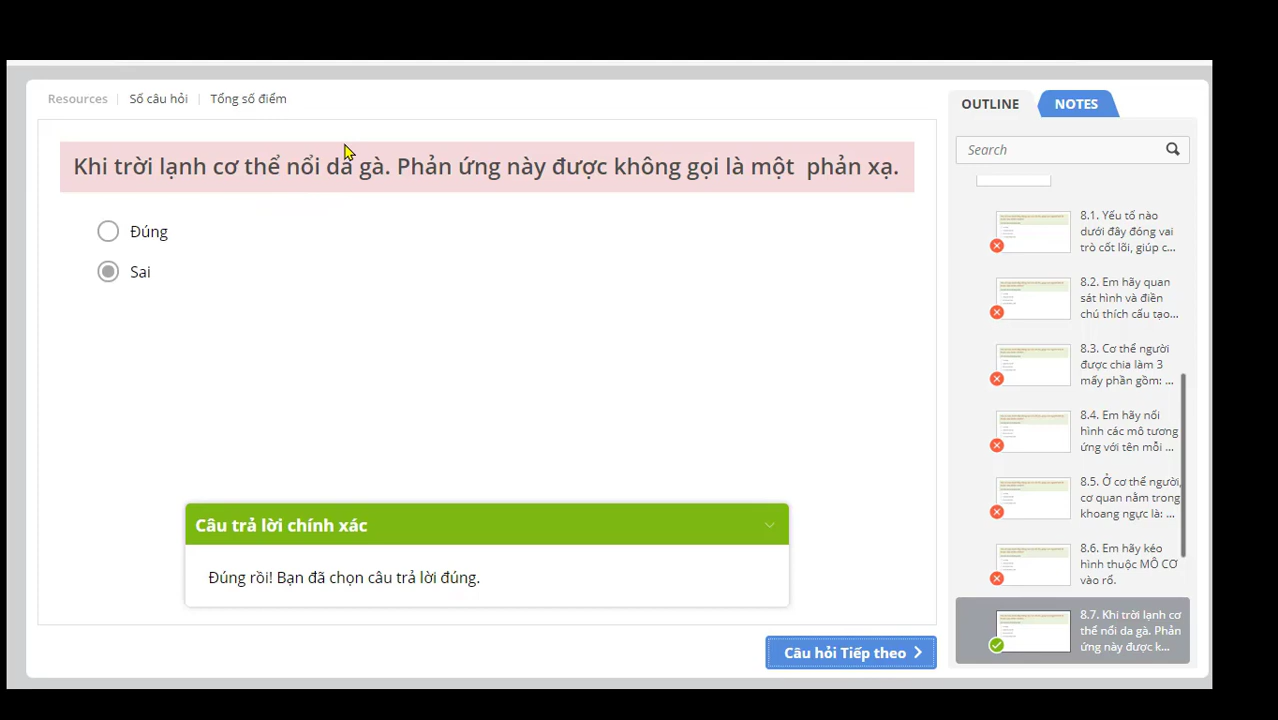 Resources | Số câu hỏi | Tổng số điểm
Khi trời lạnh cơ thể nổi da gà. Phản ứng này được không gọi là một phản xạ.
Đúng
Sai
Câu trả lời chính xác
Đúng rồi! Bạn đã chọn câu trả lời đúng.
Câu hỏi Tiếp theo
OUTLINE
NOTES
Search
8.1. Yếu tố nào
dưới đây đóng vai
trò cốt lõi, giúp c...
8.2. Em hãy quan
sát hình và điền
chú thích cấu tạo...
8.3. Cơ thể người
được chia làm 3
mấy phần gồm: ...
8.4. Em hãy nối
hình các mô tương
ứng với tên mỗi ...
8.5. Ở cơ thể người,
cơ quan nằm trong
khoang ngực là: ...
8.6. Em hãy kéo
hình thuộc MÔ CƠ
vào rổ.
8.7. Khi trời lạnh cơ
thể nổi da gà. Phản
ứng này được k...